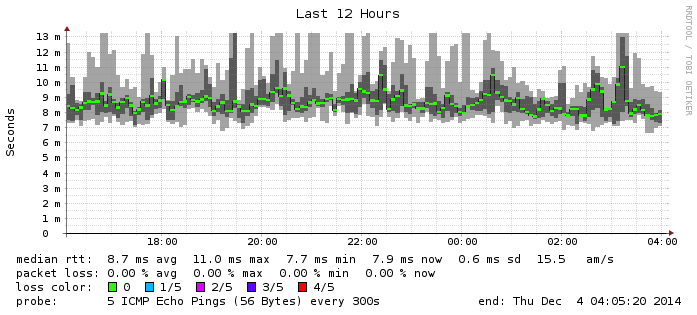 Last 12 Hours
RRDTOOL / TOBI OETIKER
Seconds
13 m
12 m
11 m
10 m
9 m
8 m
7 m
6 m
5 m
4 m
3 m
2 m
1 m
0
18:00 20:00 22:00 00:00 02:00 04:00
median rtt: 8.7 ms avg 11.0 ms max 7.7 ms min 7.9 ms now 0.6 ms sd 15.5 am/s
packet loss: 0.00 % avg 0.00 % max 0.00 % min 0.00 % now
loss color: 0 1/5 2/5 3/5 4/5
probe: 5 ICMP Echo Pings (56 Bytes) every 300s end: Thu Dec 4 04:05:20 2014